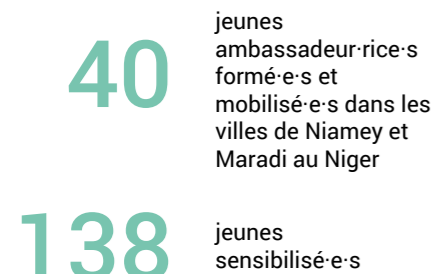 40
jeunes
ambassadeur·rice·s
formé·e·s et
mobilisé·e·s dans les
villes de Niamey et
Maradi au Niger
138
jeunes
sensibilisé·e·s